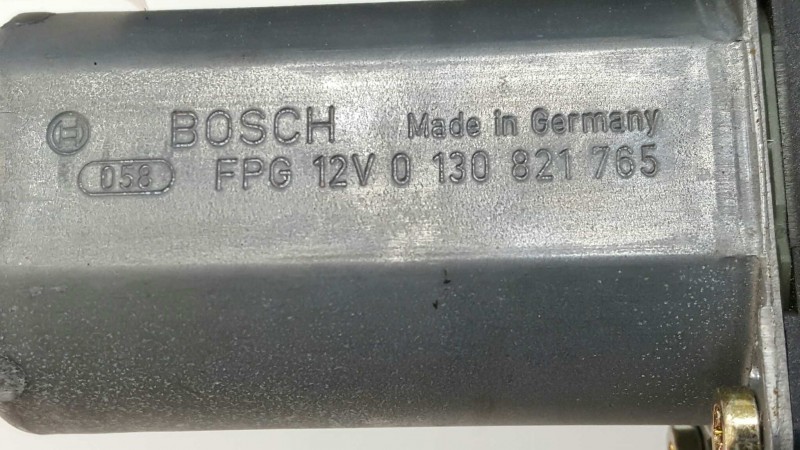 BOSCH Made in Germany
058 FPG 12V 0 130 821 765